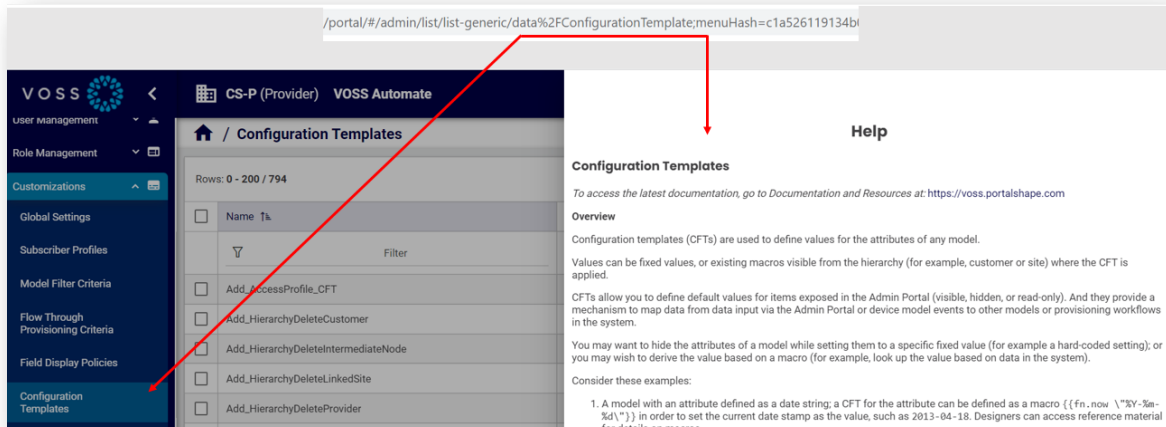 /portal/#/admin/list/list-generic/data%2FConfigurationTemplate;menuHash=c1a526119134b
VOSS
CS-P (Provider) VOSS Automate
User Management
Role Management
Customizations
Global Settings
Subscriber Profiles
Model Filter Criteria
Flow Through
Provisioning Criteria
Field Display Policies
Configuration
Templates
/ Configuration Templates
Rows: 0 - 200 / 794
Name
Filter
Add_AccessProfile_CFT
Add_HierarchyDeleteCustomer
Add_HierarchyDeleteIntermediateNode
Add_HierarchyDeleteLinkedSite
Add_HierarchyDeleteProvider
Help
Configuration Templates
To access the latest documentation, go to Documentation and Resources at: https://voss.portalshape.com
Overview
Configuration templates (CFTs) are used to define values for the attributes of any model.
Values can be fixed values, or existing macros visible from the hierarchy (for example, customer or site) where the CFT is
applied.
CFTs allow you to define default values for items exposed in the Admin Portal (visible, hidden, or read-only). And they provide a
mechanism to map data from data input via the Admin Portal or device model events to other models or provisioning workflows
in the system.
You may want to hide the attributes of a model while setting them to a specific fixed value (for example a hard-coded setting); or
you may wish to derive the value based on a macro (for example, look up the value based on data in the system).
Consider these examples:
1. A model with an attribute defined as a date string; a CFT for the attribute can be defined as a macro {{fn.now \"%Y-%m-
%d\"}} in order to set the current date stamp as the value, such as 2013-04-18. Designers can access reference material